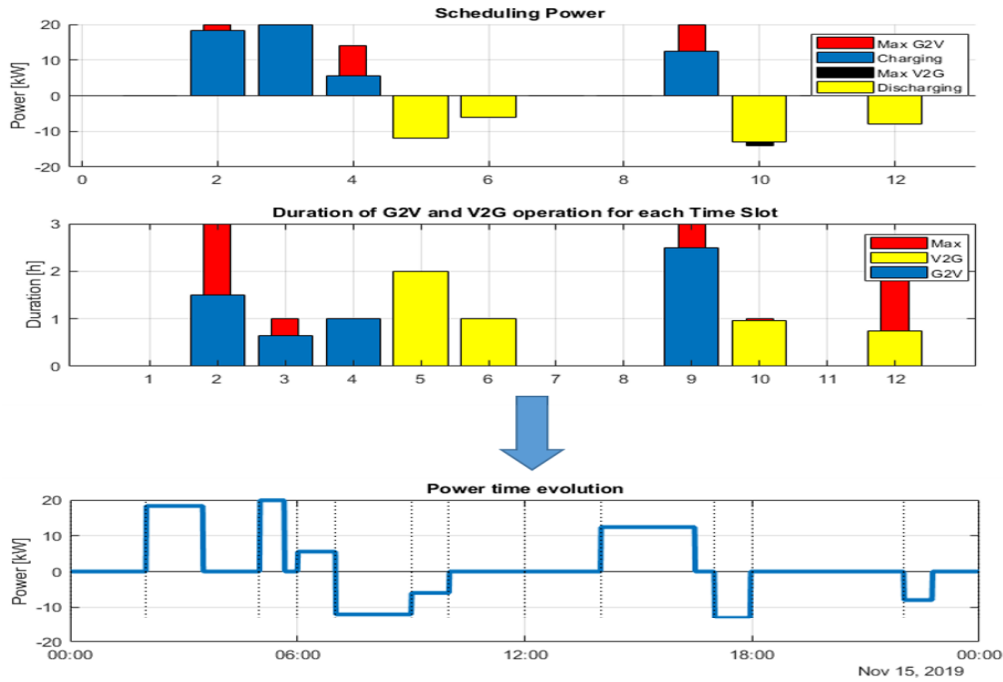 Scheduling Power
Power [kW]
20
10
0
-10
-20
0
2
4
6
8
10
12
Max G2V
Charging
Max V2G
Discharging
Duration of G2V and V2G operation for each Time Slot
Duration [h]
3
2
1
0
1
2
3
4
5
6
7
8
9
10
11
12
Max
V2G
G2V
Power time evolution
Power [kW]
20
10
0
-10
-20
00:00
06:00
12:00
18:00
00:00
Nov 15, 2019